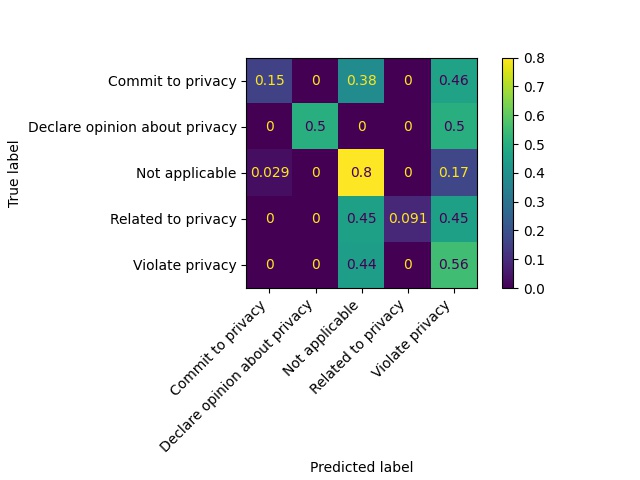 Commit to privacy 0.15 0 0.38 0 0.46
Declare opinion about privacy 0 0.5 0 0 0.5
Not applicable 0.029 0 0.8 0 0.17
Related to privacy 0 0 0.45 0.091 0.45
Violate privacy 0 0 0.44 0 0.56
True label
Commit to privacy
Declare opinion about privacy
Not applicable
Related to privacy
Violate privacy
Predicted label
0.8
0.7
0.6
0.5
0.4
0.3
0.2
0.1
0.0